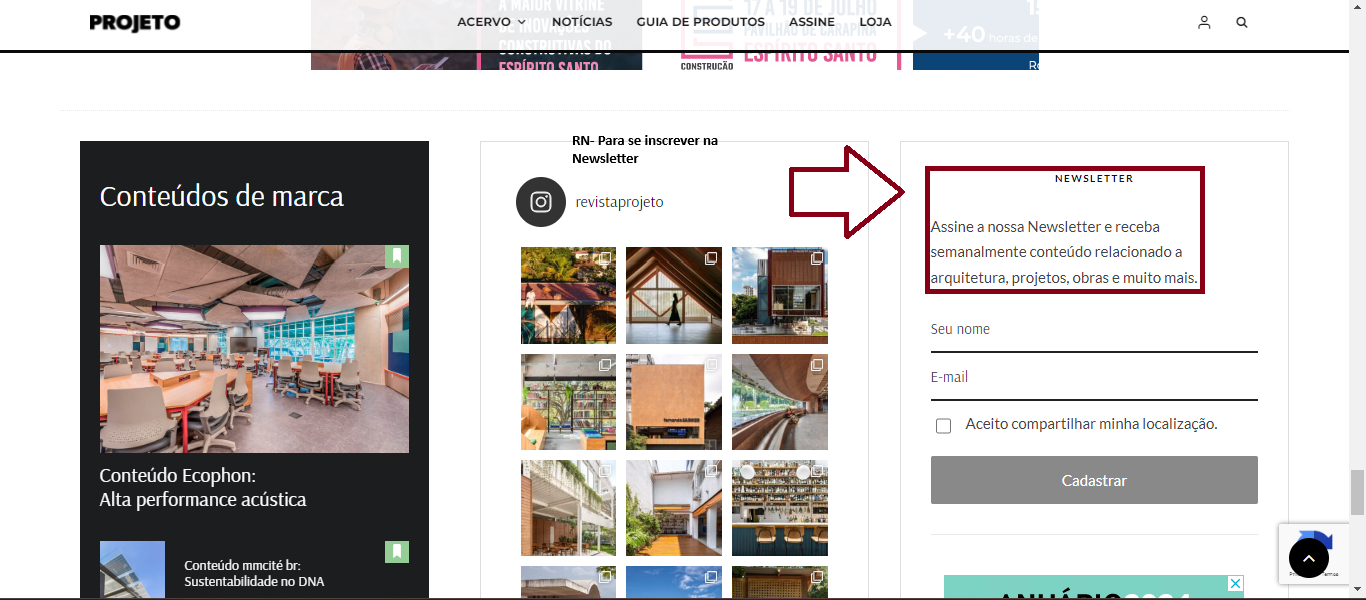 PROJETO
ACERVO
NOTÍCIAS
GUIA DE PRODUTOS
ASSINE
LOJA
A MAIOR VITRINE
DE INOVAÇÕES
CONSTRUTIVAS DO
ESPÍRITO SANTO
CONSTRUÇÃO
17 A 19 DE JULHO
PAVILHÃO DE CARAPINA
ESPÍRITO SANTO
+40 horas de
Conteúdos de marca
Conteúdo Ecophon:
Alta performance acústica
Conteúdo mmcité br:
Sustentabilidade no DNA
RN- Para se inscrever na
Newsletter
revistaprojeto
NEWSLETTER
Assine a nossa Newsletter e receba
semanalmente conteúdo relacionado a
arquitetura, projetos, obras e muito mais.
Seu nome
E-mail
Aceito compartilhar minha localização.
Cadastrar
ANUÁRIO 2024